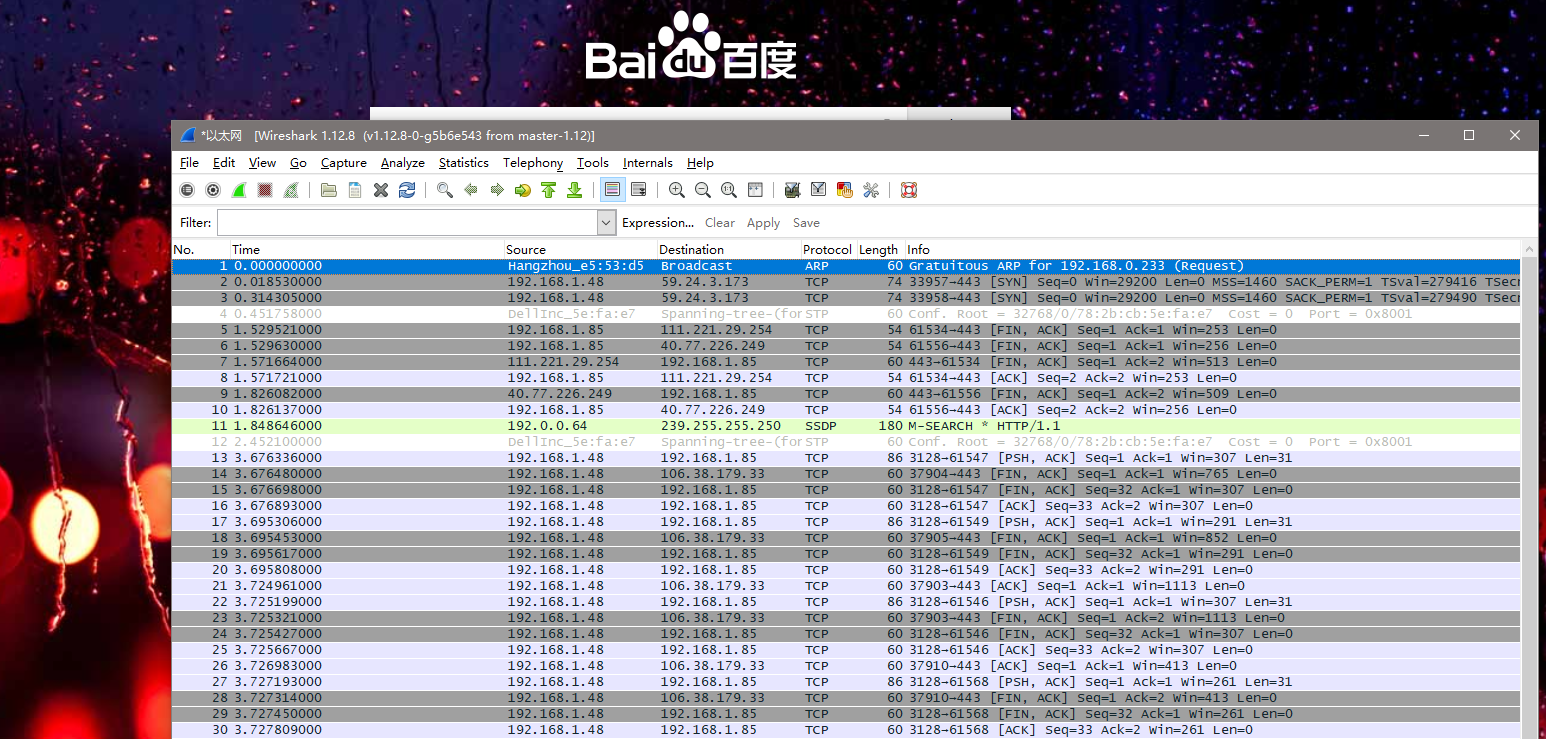 Bai du 百度
*以太网 [Wireshark 1.12.8 (v1.12.8-0-g5b6e543 from master-1.12)]
File Edit View Go Capture Analyze Statistics Telephony Tools Internals Help
Filter: Expression... Clear Apply Save
No. Time Source Destination Protocol Length Info
1 0.000000000 Hangzhou_e5:53:d5 Broadcast ARP 60 Gratuitous ARP for 192.168.0.233 (Request)
2 0.018530000 192.168.1.48 59.24.3.173 TCP 74 33957→443 [SYN] Seq=0 Win=29200 Len=0 MSS=1460 SACK_PERM=1 TSval=279416 TSecr
3 0.314305000 192.168.1.48 59.24.3.173 TCP 74 33958→443 [SYN] Seq=0 Win=29200 Len=0 MSS=1460 SACK_PERM=1 TSval=279490 TSecr
4 0.451758000 DellInc_5e:fa:e7 Spanning-tree-(for STP 60 Conf. Root = 32768/0/78:2b:cb:5e:fa:e7 Cost = 0 Port = 0x8001
5 1.529521000 192.168.1.85 111.221.29.254 TCP 54 61534→443 [FIN, ACK] Seq=1 Ack=1 Win=253 Len=0
6 1.529630000 192.168.1.85 40.77.226.249 TCP 54 61556→443 [FIN, ACK] Seq=1 Ack=1 Win=256 Len=0
7 1.571664000 111.221.29.254 192.168.1.85 TCP 60 443→61534 [FIN, ACK] Seq=1 Ack=2 Win=513 Len=0
8 1.571721000 192.168.1.85 111.221.29.254 TCP 54 61534→443 [ACK] Seq=2 Ack=2 Win=253 Len=0
9 1.826082000 40.77.226.249 192.168.1.85 TCP 60 443→61556 [FIN, ACK] Seq=1 Ack=2 Win=509 Len=0
10 1.826137000 192.168.1.85 40.77.226.249 TCP 54 61556→443 [ACK] Seq=2 Ack=2 Win=256 Len=0
11 1.848646000 192.0.0.64 239.255.255.250 SSDP 180 M-SEARCH * HTTP/1.1
12 2.452100000 DellInc_5e:fa:e7 Spanning-tree-(for STP 60 Conf. Root = 32768/0/78:2b:cb:5e:fa:e7 Cost = 0 Port = 0x8001
13 3.676336000 192.168.1.48 192.168.1.85 TCP 86 3128→61547 [PSH, ACK] Seq=1 Ack=1 Win=307 Len=31
14 3.676480000 192.168.1.48 106.38.179.33 TCP 60 37904→443 [FIN, ACK] Seq=1 Ack=1 Win=765 Len=0
15 3.676698000 192.168.1.48 192.168.1.85 TCP 60 3128→61547 [FIN, ACK] Seq=32 Ack=1 Win=307 Len=0
16 3.676893000 192.168.1.48 192.168.1.85 TCP 60 3128→61547 [ACK] Seq=33 Ack=2 Win=307 Len=0
17 3.695306000 192.168.1.48 192.168.1.85 TCP 86 3128→61549 [PSH, ACK] Seq=1 Ack=1 Win=291 Len=31
18 3.695453000 192.168.1.48 106.38.179.33 TCP 60 37905→443 [FIN, ACK] Seq=1 Ack=1 Win=852 Len=0
19 3.695617000 192.168.1.48 192.168.1.85 TCP 60 3128→61549 [FIN, ACK] Seq=32 Ack=1 Win=291 Len=0
20 3.695808000 192.168.1.48 192.168.1.85 TCP 60 3128→61549 [ACK] Seq=33 Ack=2 Win=291 Len=0
21 3.724961000 192.168.1.48 106.38.179.33 TCP 60 37903→443 [ACK] Seq=1 Ack=1 Win=1113 Len=0
22 3.725199000 192.168.1.48 192.168.1.85 TCP 86 3128→61546 [PSH, ACK] Seq=1 Ack=1 Win=307 Len=31
23 3.725321000 192.168.1.48 106.38.179.33 TCP 60 37903→443 [FIN, ACK] Seq=1 Ack=2 Win=1113 Len=0
24 3.725427000 192.168.1.48 192.168.1.85 TCP 60 3128→61546 [FIN, ACK] Seq=32 Ack=1 Win=307 Len=0
25 3.725667000 192.168.1.48 192.168.1.85 TCP 60 3128→61546 [ACK] Seq=33 Ack=2 Win=307 Len=0
26 3.726983000 192.168.1.48 106.38.179.33 TCP 60 37910→443 [ACK] Seq=1 Ack=1 Win=413 Len=0
27 3.727193000 192.168.1.48 192.168.1.85 TCP 86 3128→61568 [PSH, ACK] Seq=1 Ack=1 Win=261 Len=31
28 3.727314000 192.168.1.48 106.38.179.33 TCP 60 37910→443 [FIN, ACK] Seq=1 Ack=2 Win=413 Len=0
29 3.727450000 192.168.1.48 192.168.1.85 TCP 60 3128→61568 [FIN, ACK] Seq=32 Ack=1 Win=261 Len=0
30 3.727809000 192.168.1.48 192.168.1.85 TCP 60 3128→61568 [ACK] Seq=33 Ack=2 Win=261 Len=0